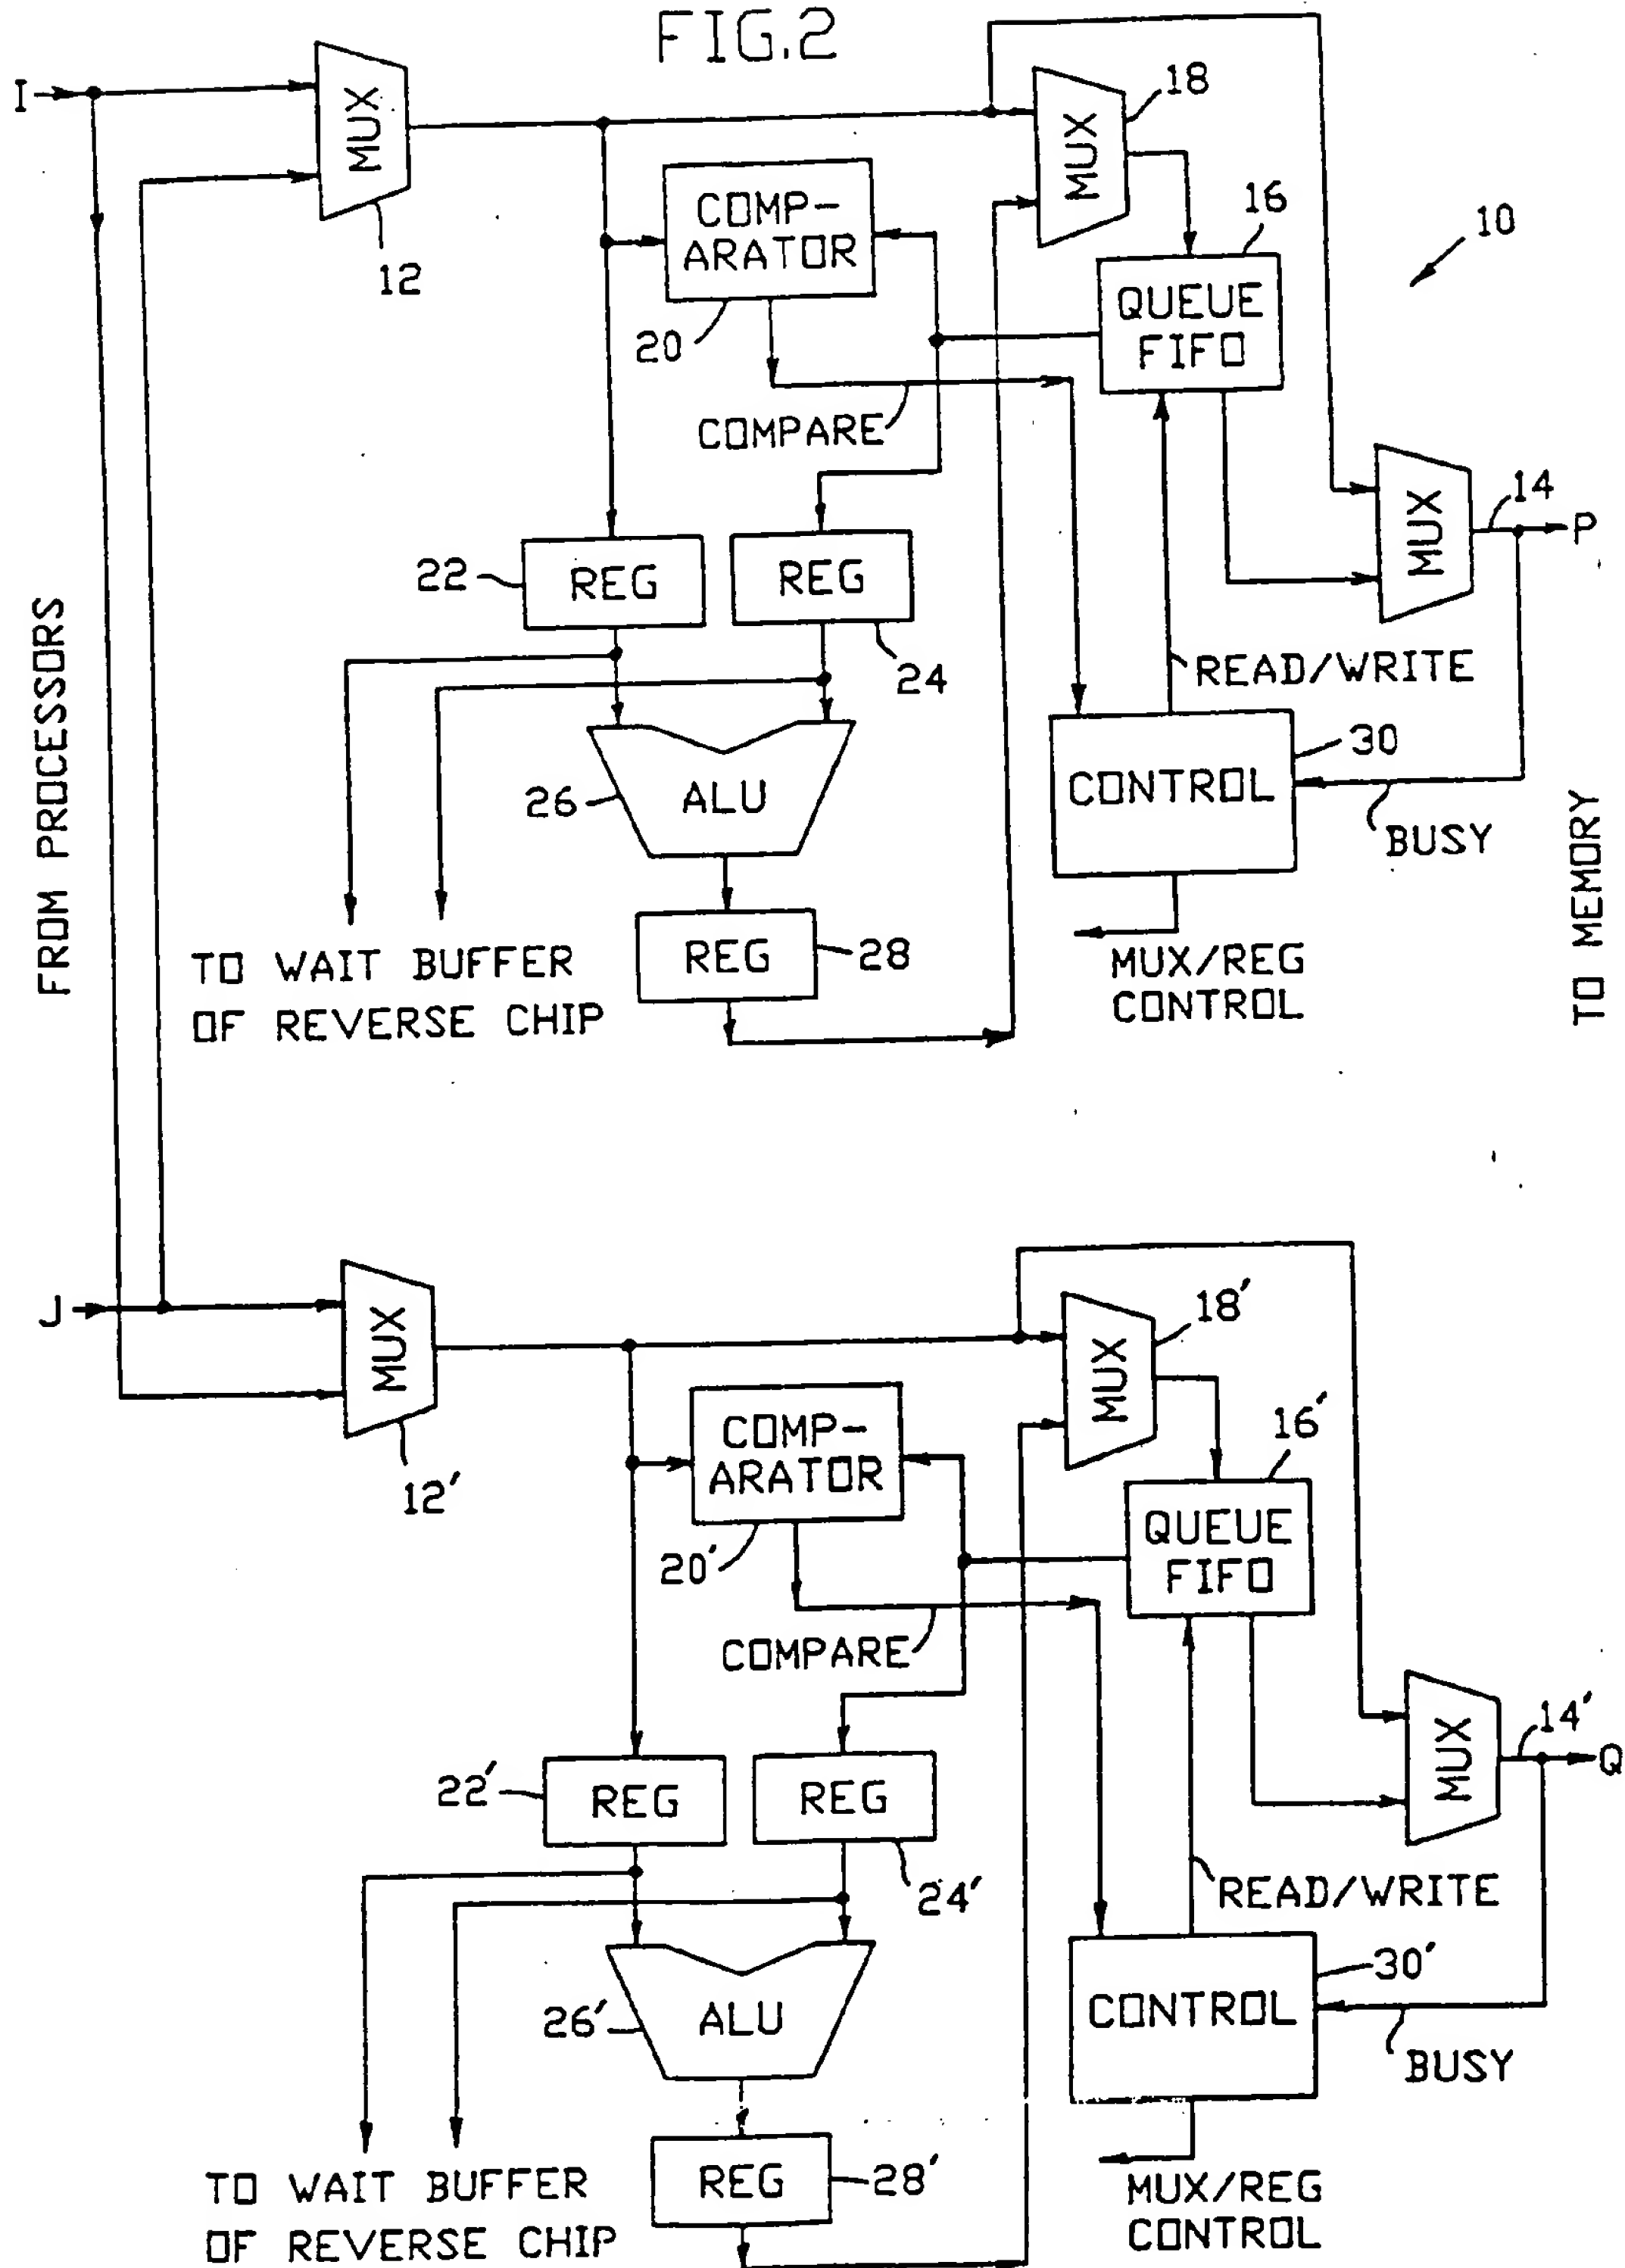 FIG.2
I
MUX
12
MUX
18
COMP-
ARATOR
20
16
QUEUE
FIFO
10
COMPARE
MUX
14
P
22
REG
REG
24
READ/WRITE
26
ALU
CONTROL
30
BUSY
REG
28
TO WAIT BUFFER
OF REVERSE CHIP
MUX/REG
CONTROL
FROM PROCESSORS
TO MEMORY
J
MUX
12'
MUX
18'
COMP-
ARATOR
20'
16'
QUEUE
FIFO
COMPARE
MUX
14'
Q
22'
REG
REG
24'
READ/WRITE
26'
ALU
CONTROL
30'
BUSY
REG
28'
TO WAIT BUFFER
OF REVERSE CHIP
MUX/REG
CONTROL